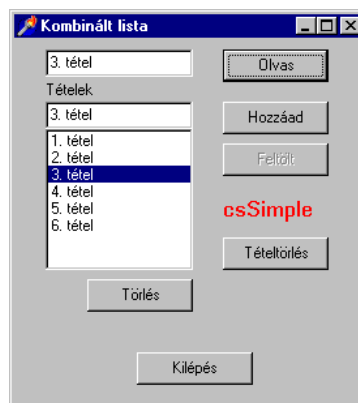 Kombinált lista
3. tétel
Olvas
Tételek
3. tétel
Hozzáad
1. tétel
2. tétel
3. tétel
4. tétel
5. tétel
6. tétel
Feltölt
csSimple
Tételtörlés
Törlés
Kilépés